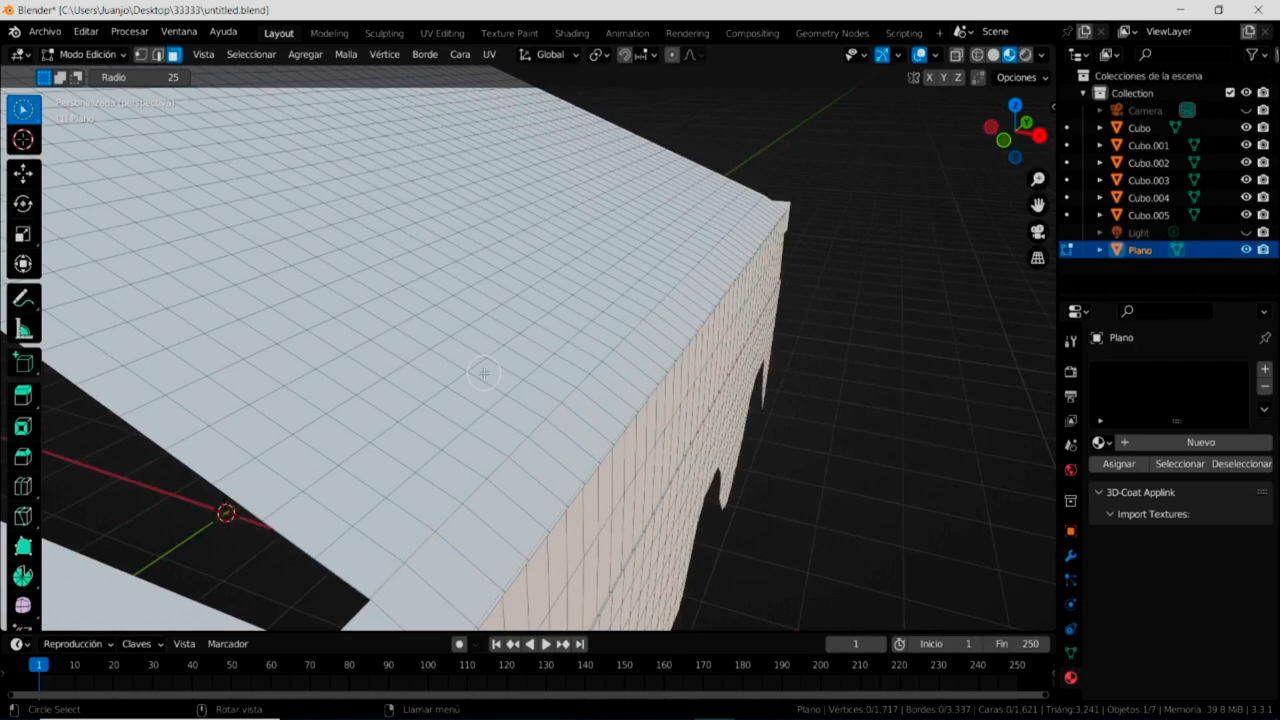 Blender* [C:\Users\Juanjo\Desktop\33333\untitled.blend]
Archivo Editar Procesar Ventana Ayuda Layout Modeling Sculpting UV Editing Texture Paint Shading Animation Rendering Compositing Geometry Nodes Scripting + Scene ViewLayer
Modo Edición Vista Seleccionar Agregar Malla Vértice Borde Cara UV Global
Radio 25 X Y Z Opciones
Personalizada (perspectiva)
(1) Plano
Z
Y
X
Colecciones de la escena
Collection
Camera
Cubo
Cubo.001
Cubo.002
Cubo.003
Cubo.004
Cubo.005
Light
Plano
Plano
Nuevo
Asignar Seleccionar Deseleccionar
3D-Coat Applink
Import Textures:
Reproducción Claves Vista Marcador 1 Inicio 1 Fin 250
1 10 20 30 40 50 60 70 80 90 100 110 120 130 140 150 160 170 180 190 200 210 220 230 240 250
Circle Select Rotar vista Llamar menú Plano | Vértices:0/1,717 | Bordes:0/3,337 | Caras:0/1,621 | Triáng:3,241 | Objetos:1/7 | Memoria: 39.8 MiB | 3.3.1